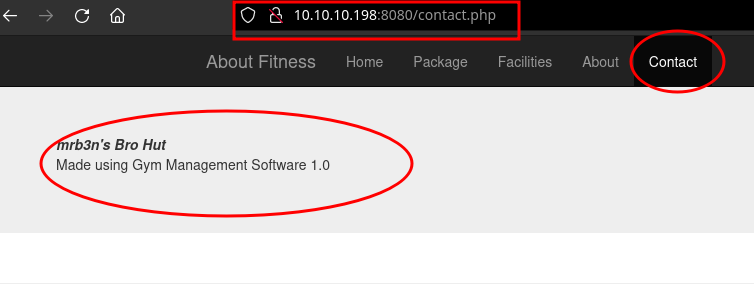 10.10.10.198:8080/contact.php
About Fitness Home Package Facilities About Contact
mrb3n's Bro Hut
Made using Gym Management Software 1.0